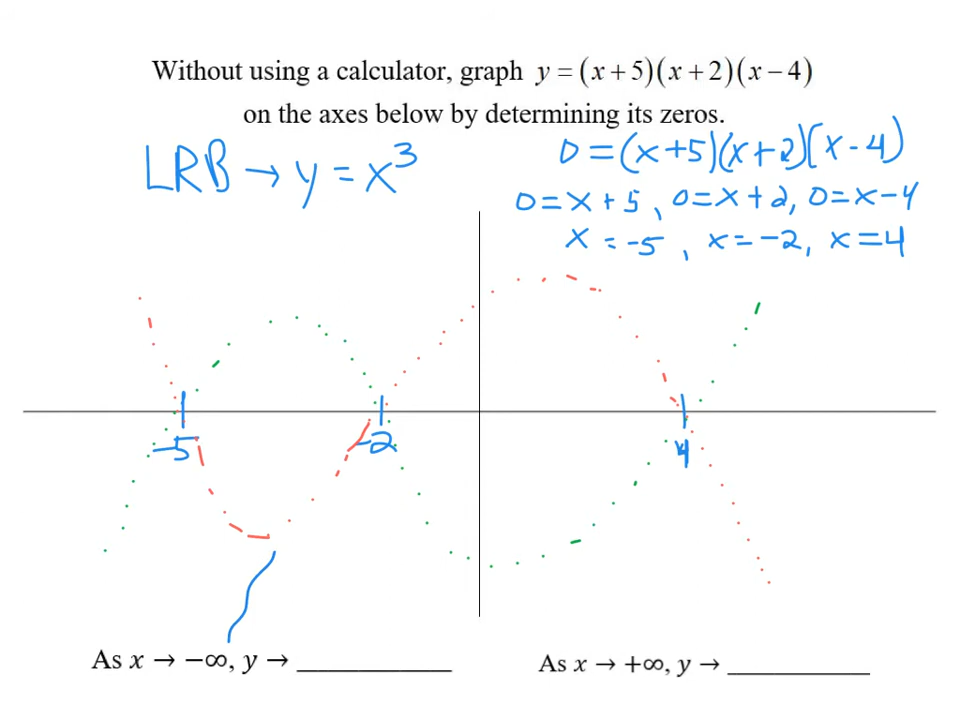 Without using a calculator, graph y = (x + 5)(x + 2)(x − 4)
on the axes below by determining its zeros.
LRB → y = x³
0 = (x + 5)(x + 2)(x - 4)
0 = x + 5, 0 = x + 2, 0 = x - 4
x = -5, x = -2, x = 4
-5
-2
4
As x → −∞, y → ____________
As x → +∞, y → ___________